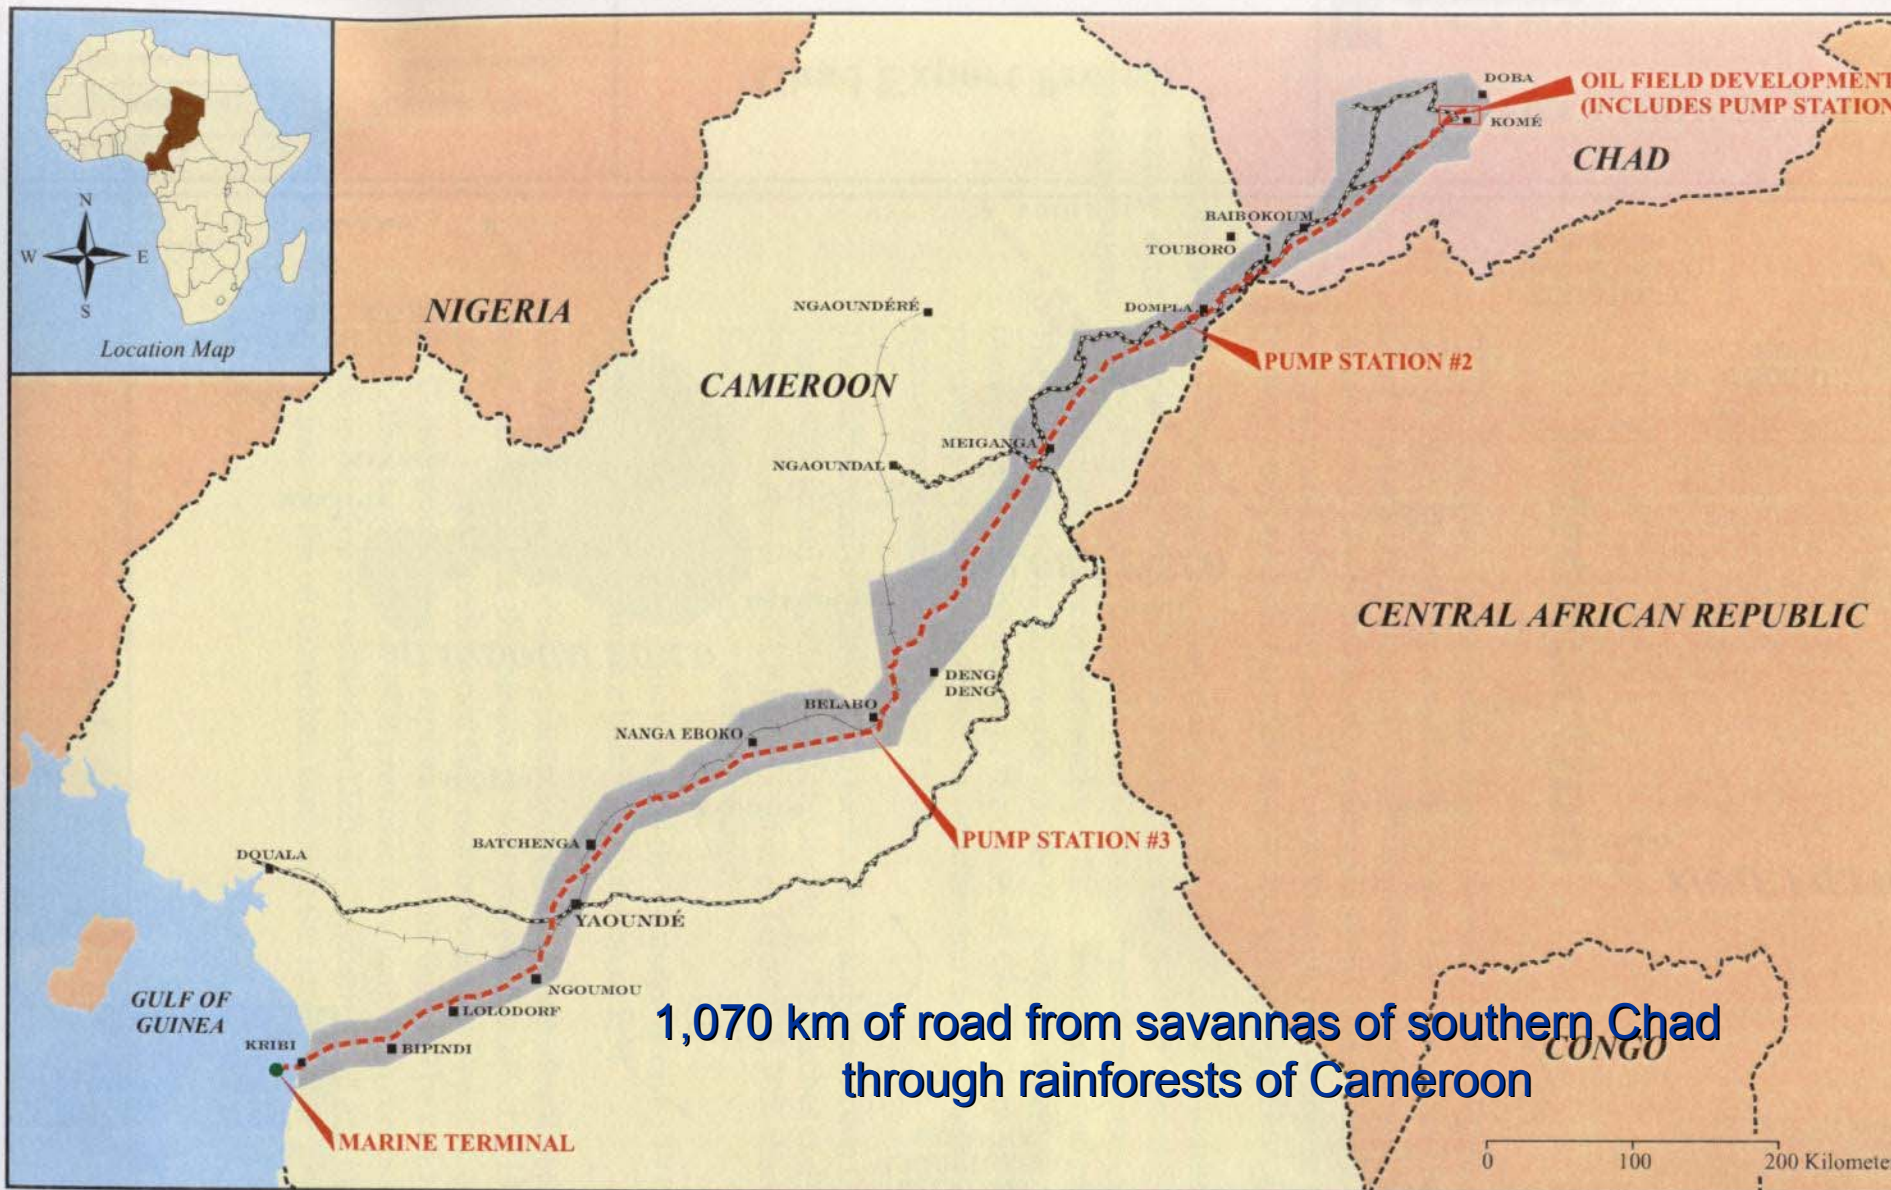 N
W
E
S
Location Map
NIGERIA
CAMEROON
CHAD
CENTRAL AFRICAN REPUBLIC
CONGO
GULF OF
GUINEA
DOBA
OIL FIELD DEVELOPMENT
(INCLUDES PUMP STATION
KOMÉ
BAIBOKOUM
TOUBORO
NGAOUNDÉRÉ
DOMPLA
PUMP STATION #2
MEIGANGA
NGAOUNDAL
DENG
DENG
BELABO
NANGA EBOKO
PUMP STATION #3
BATCHENGA
DOUALA
YAOUNDÉ
NGOUMOU
LOLODORF
BIPINDI
KRIBI
MARINE TERMINAL
1,070 km of road from savannas of southern Chad
through rainforests of Cameroon
0 100 200 Kilomete